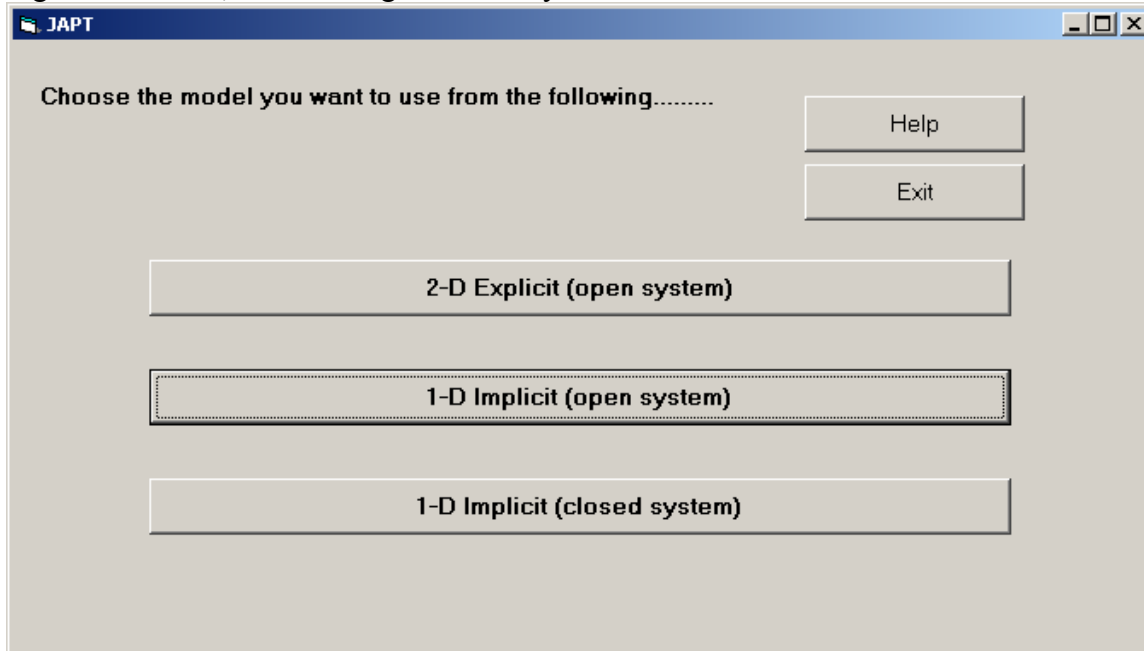 JAPT
Choose the model you want to use from the following.........
Help
Exit
2-D Explicit (open system)
1-D Implicit (open system)
1-D Implicit (closed system)